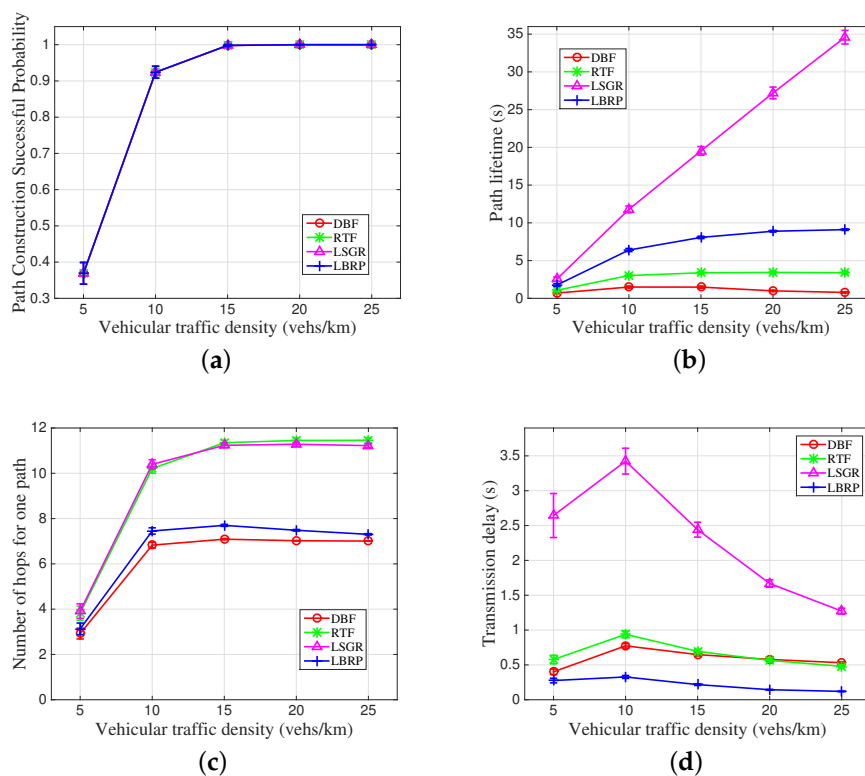 Path Construction Successful Probability
1
0.9
0.8
0.7
0.6
0.5
0.4
0.3
DBF
RTF
LSGR
LBRP
5 10 15 20 25
Vehicular traffic density (vehs/km)
(a)
Path lifetime (s)
35
30
25
20
15
10
5
0
DBF
RTF
LSGR
LBRP
5 10 15 20 25
Vehicular traffic density (vehs/km)
(b)
Number of hops for one path
12
10
8
6
4
2
0
DBF
RTF
LSGR
LBRP
5 10 15 20 25
Vehicular traffic density (vehs/km)
(c)
Transmission delay (s)
3.5
3
2.5
2
1.5
1
0.5
0
DBF
RTF
LSGR
LBRP
5 10 15 20 25
Vehicular traffic density (vehs/km)
(d)